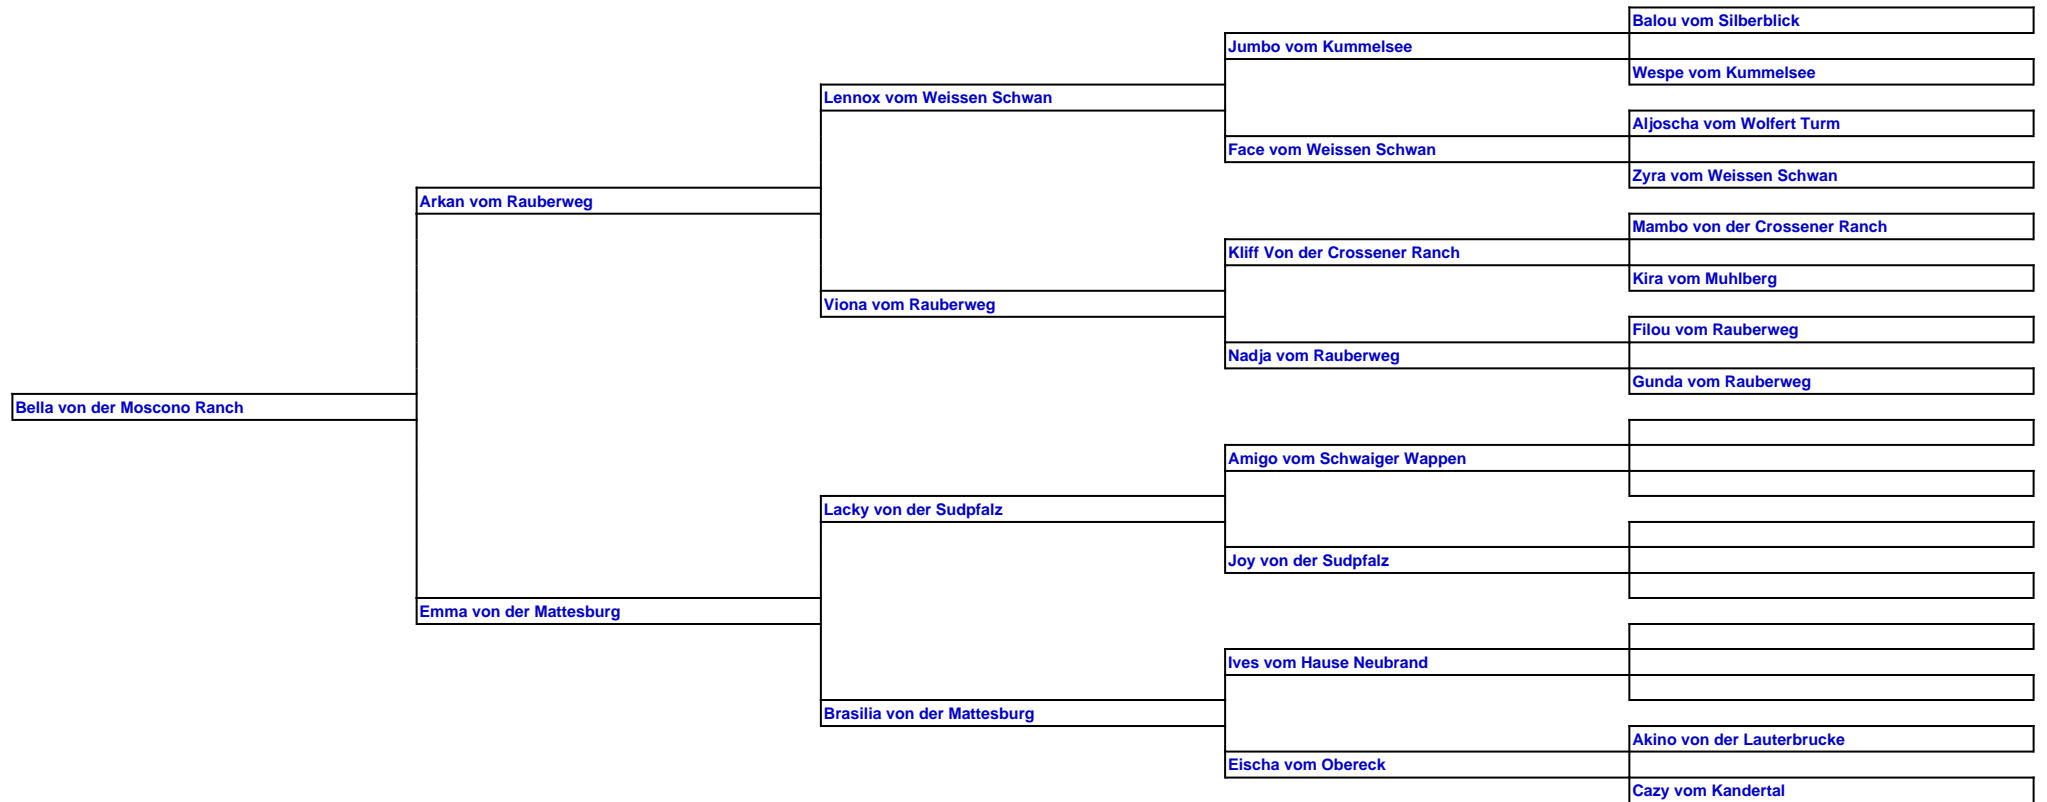 Balou vom Silberblick
Jumbo vom Kummelsee
Wespe vom Kummelsee
Lennox vom Weissen Schwan
Aljoscha vom Wolfert Turm
Face vom Weissen Schwan
Zyra vom Weissen Schwan
Arkan vom Rauberweg
Mambo von der Crossener Ranch
Kliff Von der Crossener Ranch
Kira vom Muhlberg
Viona vom Rauberweg
Filou vom Rauberweg
Nadja vom Rauberweg
Gunda vom Rauberweg
Bella von der Moscono Ranch
Amigo vom Schwaiger Wappen
Lacky von der Sudpfalz
Joy von der Sudpfalz
Emma von der Mattesburg
Ives vom Hause Neubrand
Brasilia von der Mattesburg
Akino von der Lauterbrucke
Eischa vom Obereck
Cazy vom Kandertal